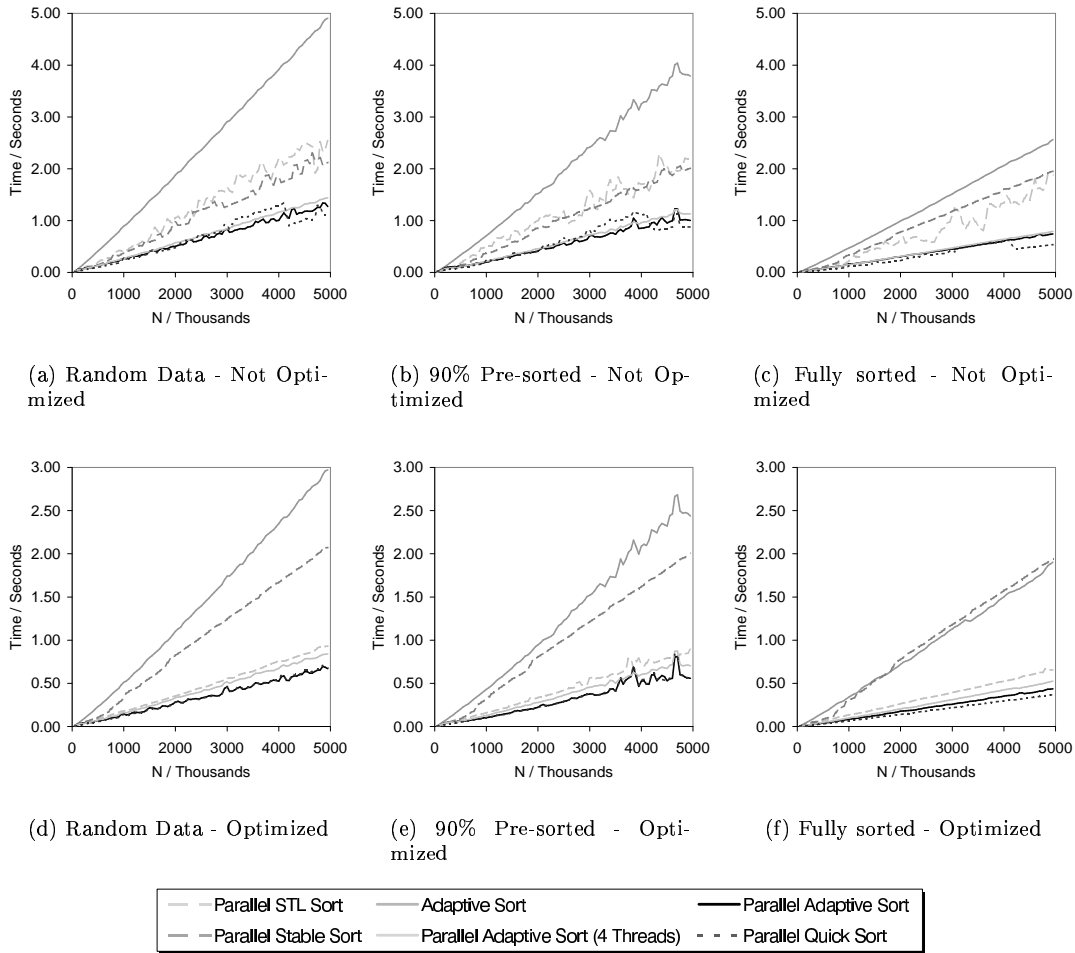 5.00
4.00
3.00
2.00
1.00
0.00
Time / Seconds
0 1000 2000 3000 4000 5000
N / Thousands
(a) Random Data - Not Opti-
mized
5.00
4.00
3.00
2.00
1.00
0.00
Time / Seconds
0 1000 2000 3000 4000 5000
N / Thousands
(b) 90% Pre-sorted - Not Op-
timized
5.00
4.00
3.00
2.00
1.00
0.00
Time / Seconds
0 1000 2000 3000 4000 5000
N / Thousands
(c) Fully sorted - Not Opti-
mized
3.00
2.50
2.00
1.50
1.00
0.50
0.00
Time / Seconds
0 1000 2000 3000 4000 5000
N / Thousands
(d) Random Data - Optimized
3.00
2.50
2.00
1.50
1.00
0.50
0.00
Time / Seconds
0 1000 2000 3000 4000 5000
N / Thousands
(e) 90% Pre-sorted - Opti-
mized
3.00
2.50
2.00
1.50
1.00
0.50
0.00
Time / Seconds
0 1000 2000 3000 4000 5000
N / Thousands
(f) Fully sorted - Optimized
Parallel STL Sort Adaptive Sort Parallel Adaptive Sort
Parallel Stable Sort Parallel Adaptive Sort (4 Threads) Parallel Quick Sort